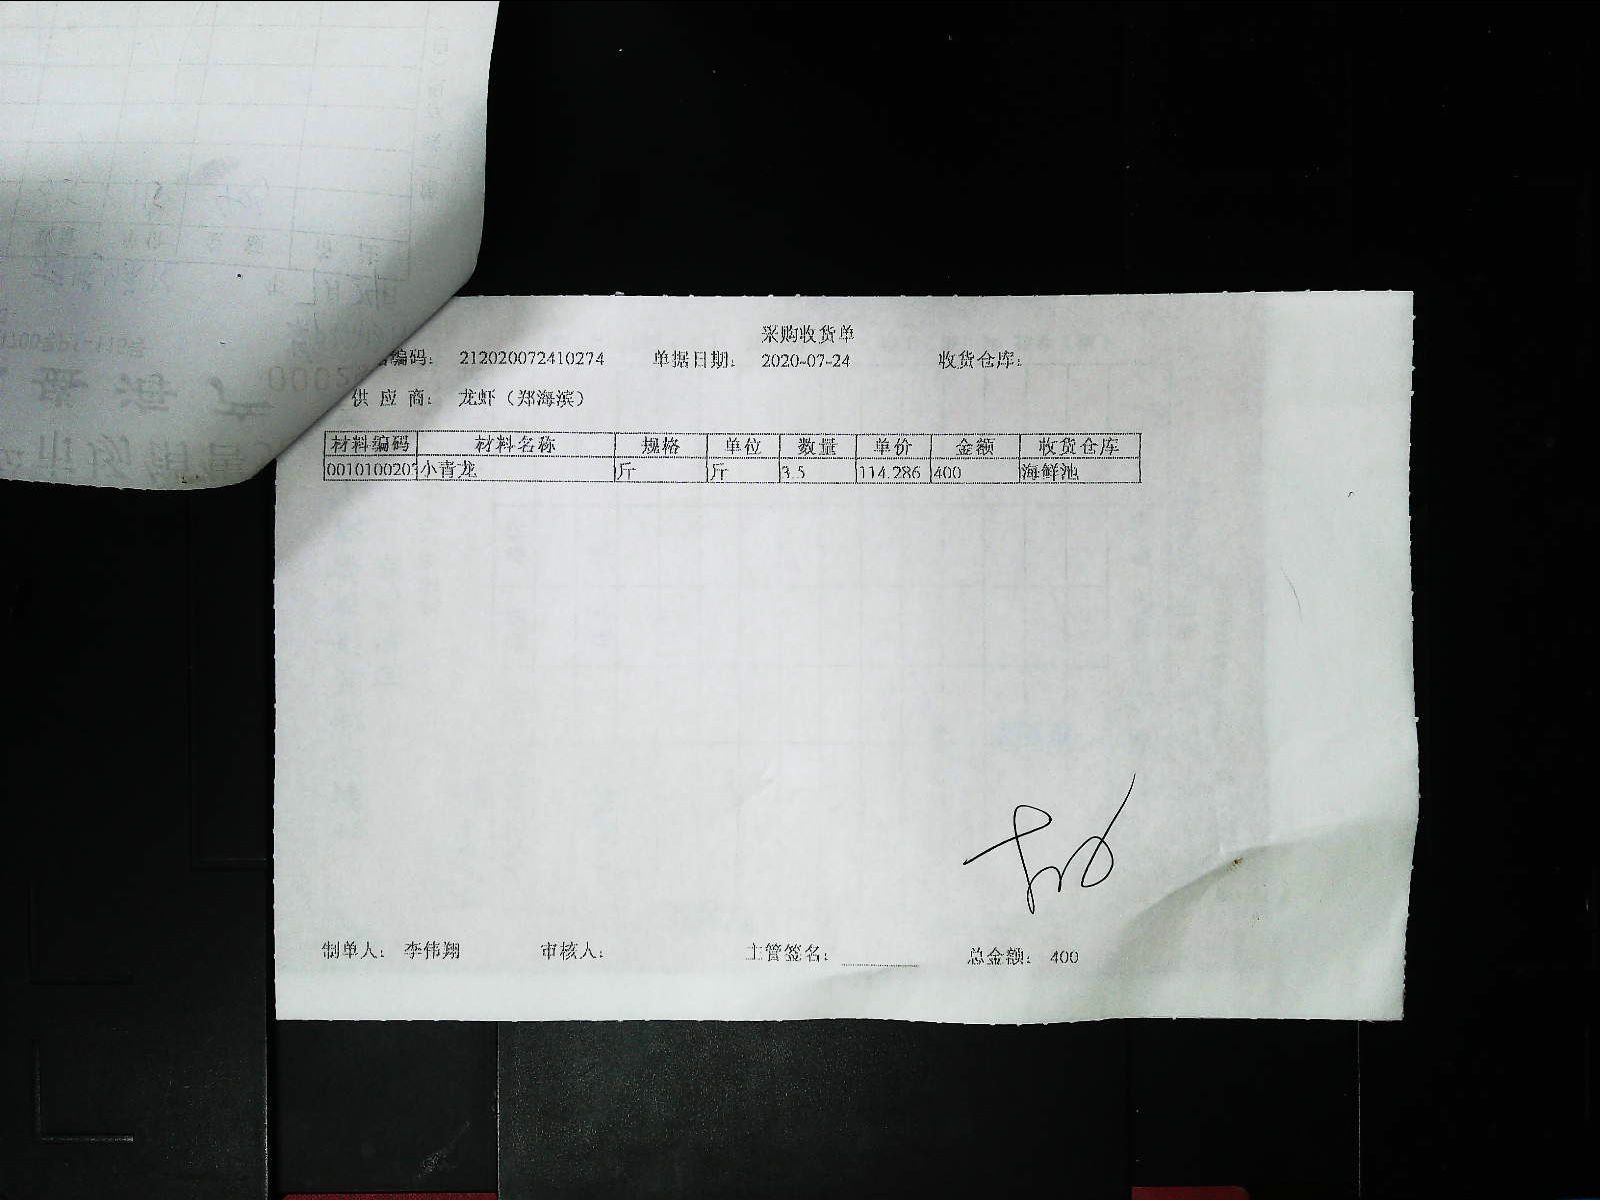 采购收货单
编码： 212020072410274 单据日期： 2020-07-24 收货仓库：
供 应 商： 龙虾（郑海滨）
材料编码 材料名称 规格 单位 数量 单价 金额 收货仓库
001010020 小青龙 斤 斤 3.5 114.286 400 海鲜池
制单人： 李伟翔 审核人： 主管签名： 总金额： 400